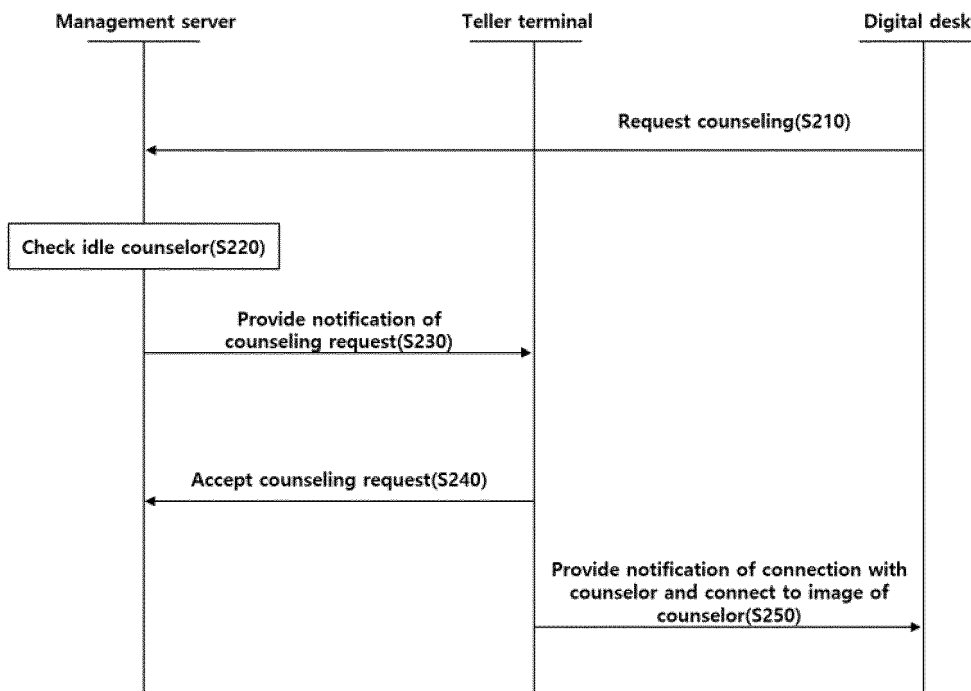 Management server
Teller terminal
Digital desk
Request counseling(S210)
Check idle counselor(S220)
Provide notification of
counseling request(S230)
Accept counseling request(S240)
Provide notification of connection with
counselor and connect to image of
counselor(S250)